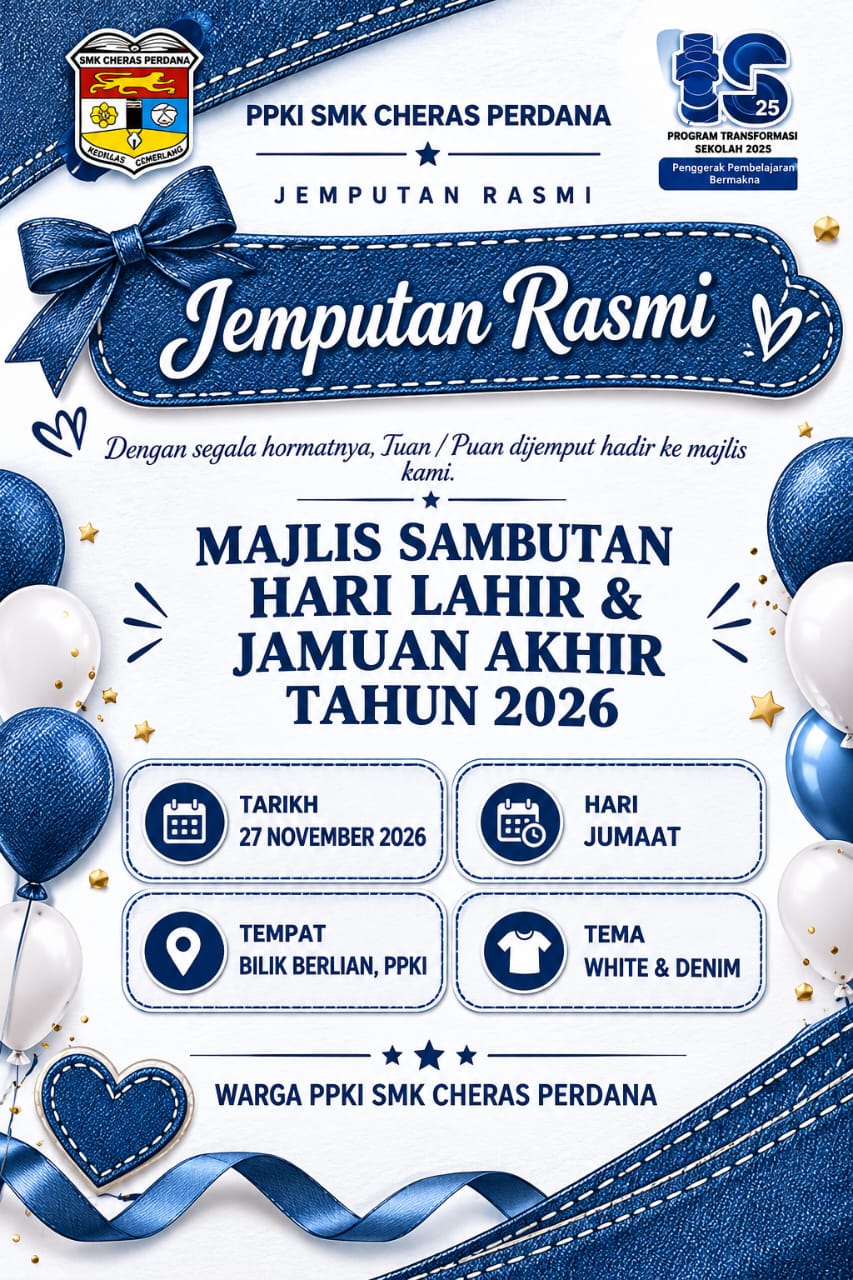 SMK CHERAS PERDANA
BERDIKARI CEMERLANG
PPKI SMK CHERAS PERDANA
25
PROGRAM TRANSFORMASI
SEKOLAH 2025
Penggerak Pembelajaran
Bermakna
JEMPUTAN RASMI
Jemputan Rasmi
Dengan segala hormatnya, Tuan / Puan dijemput hadir ke majlis
kami.
MAJLIS SAMBUTAN
HARI LAHIR &
JAMUAN AKHIR
TAHUN 2026
TARIKH
27 NOVEMBER 2026
HARI
JUMAAT
TEMPAT
BILIK BERLIAN, PPKI
TEMA
WHITE & DENIM
WARGA PPKI SMK CHERAS PERDANA